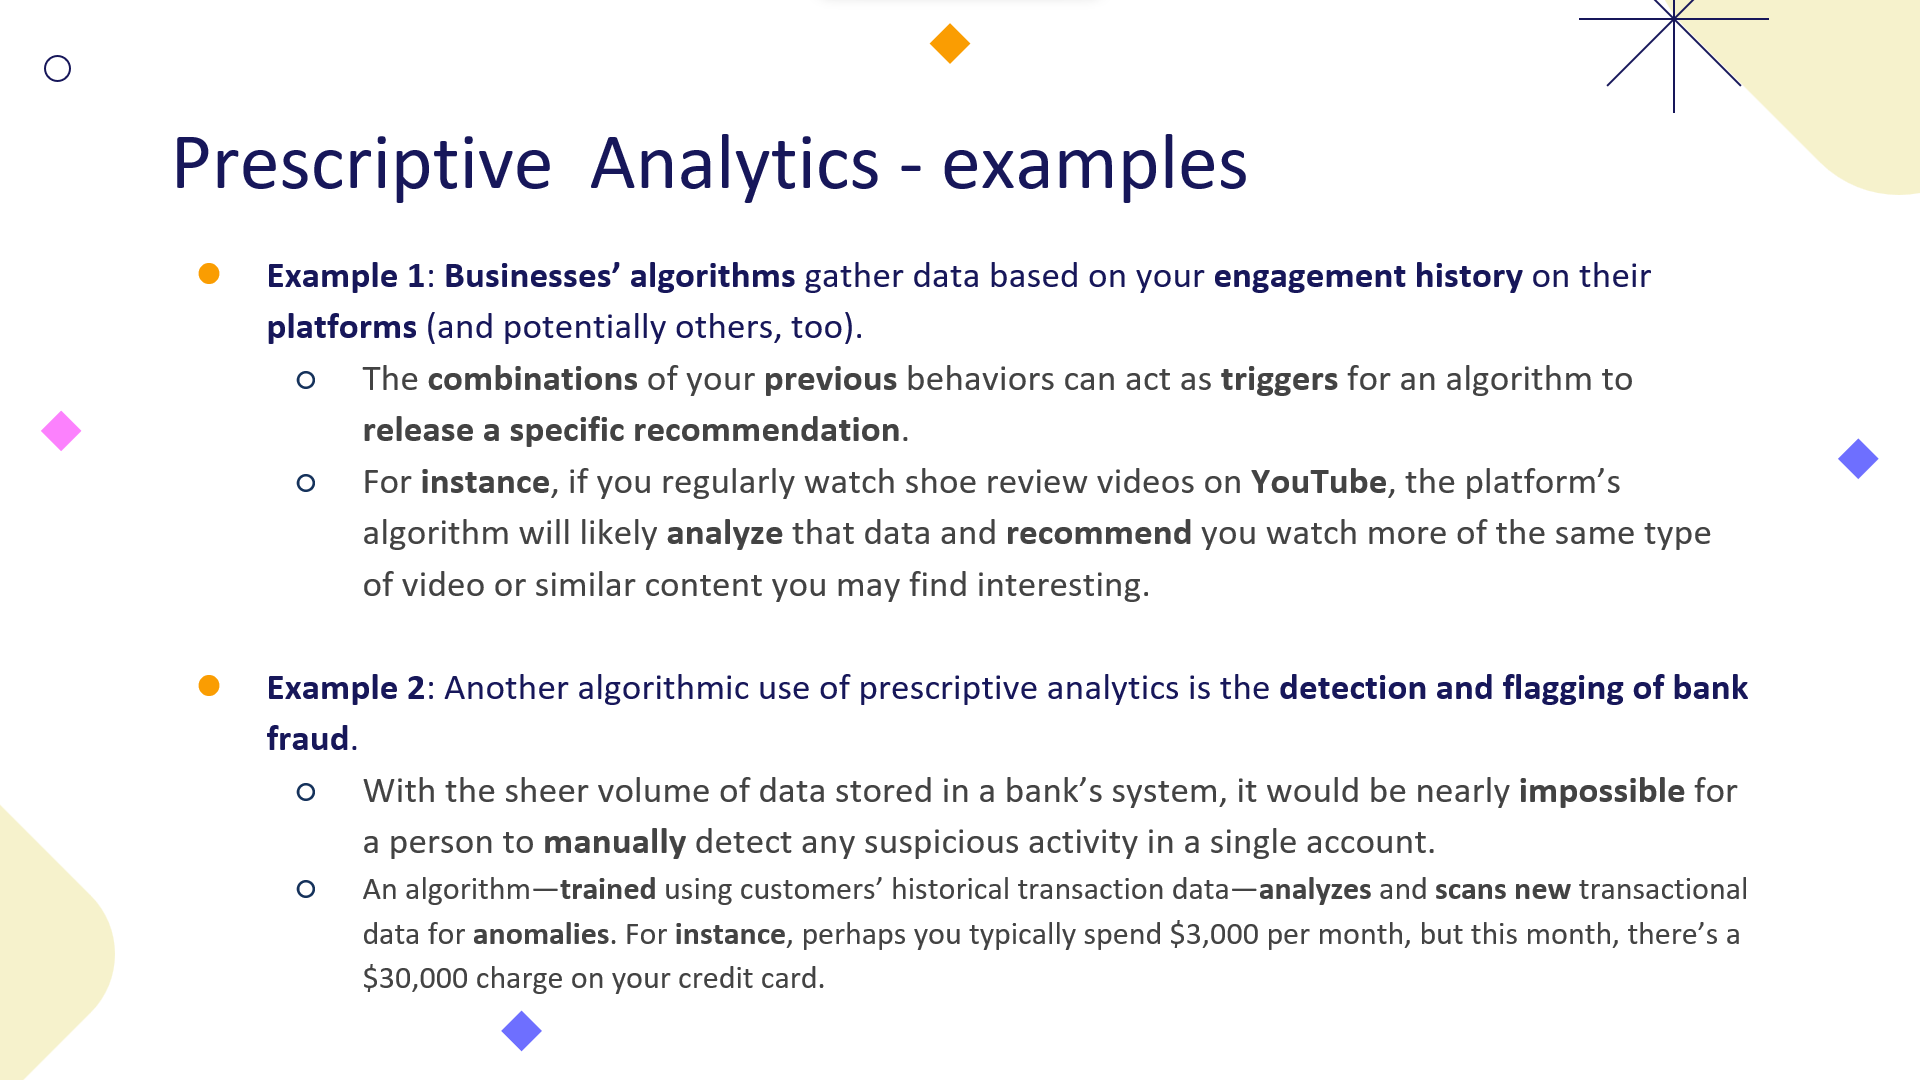 Prescriptive  Analytics - examples
Example 1: Businesses’ algorithms gather data based on your engagement history on their
platforms (and potentially others, too).
The combinations of your previous behaviors can act as triggers for an algorithm to
release a specific recommendation.
For instance, if you regularly watch shoe review videos on YouTube, the platform’s
algorithm will likely analyze that data and recommend you watch more of the same type
of video or similar content you may find interesting.
Example 2: Another algorithmic use of prescriptive analytics is the detection and flagging of bank
fraud.
With the sheer volume of data stored in a bank’s system, it would be nearly impossible for
a person to manually detect any suspicious activity in a single account.
An algorithm—trained using customers’ historical transaction data—analyzes and scans new transactional
data for anomalies. For instance, perhaps you typically spend $3,000 per month, but this month, there’s a
$30,000 charge on your credit card.